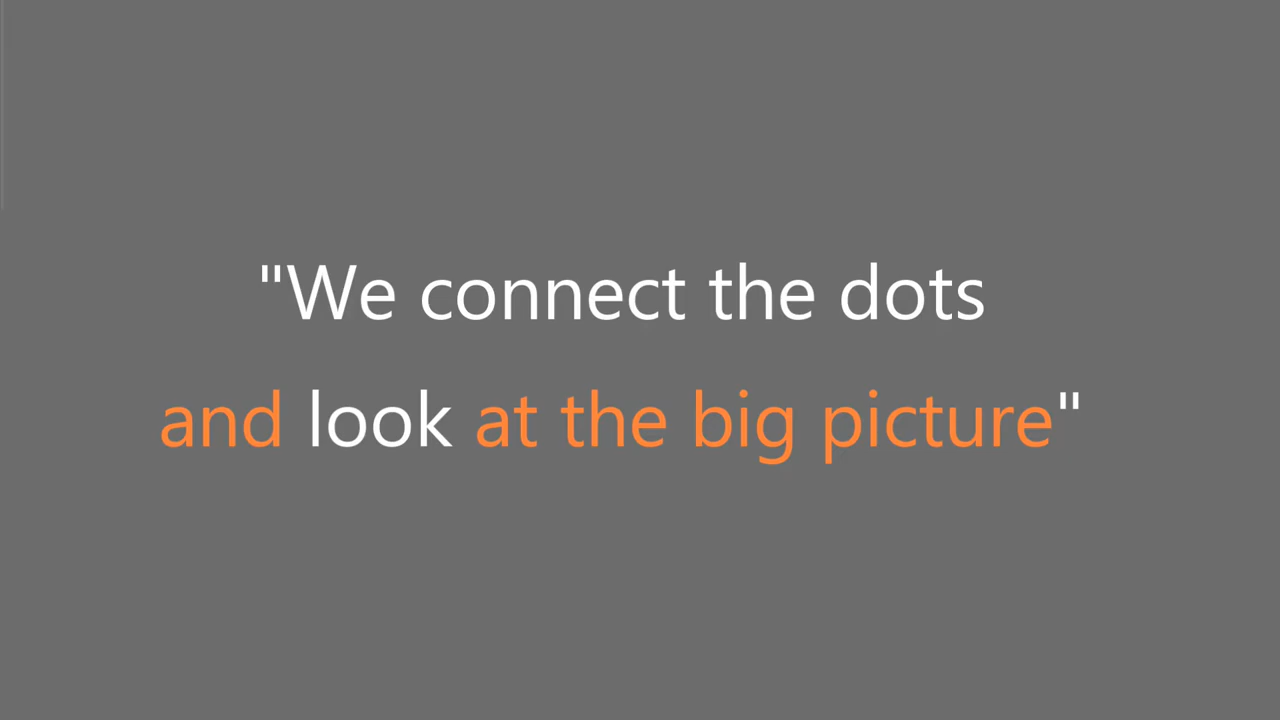 "We connect the dots
and look at the big picture"